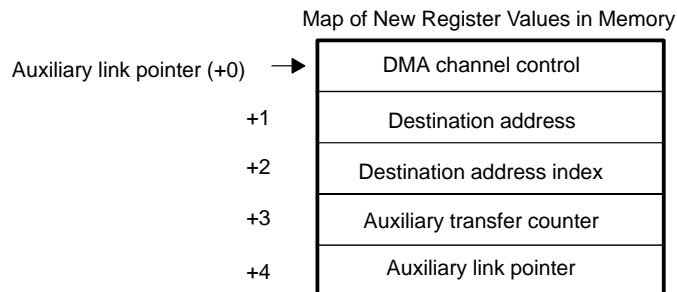 Map of New Register Values in Memory
Auxiliary link pointer (+0) DMA channel control
+1 Destination address
+2 Destination address index
+3 Auxiliary transfer counter
+4 Auxiliary link pointer